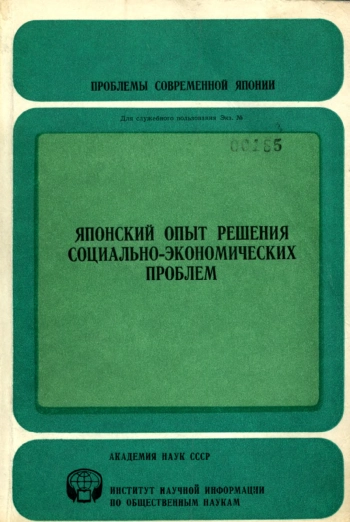 ПРОБЛЕМЫ СОВРЕМЕННОЙ ЯПОНИИ
Для служебного пользования Экз. №
00165
ЯПОНСКИЙ ОПЫТ РЕШЕНИЯ
СОЦИАЛЬНО-ЭКОНОМИЧЕСКИХ
ПРОБЛЕМ
АКАДЕМИЯ НАУК СССР
ИНСТИТУТ НАУЧНОЙ ИНФОРМАЦИИ
ПО ОБЩЕСТВЕННЫМ НАУКАМ